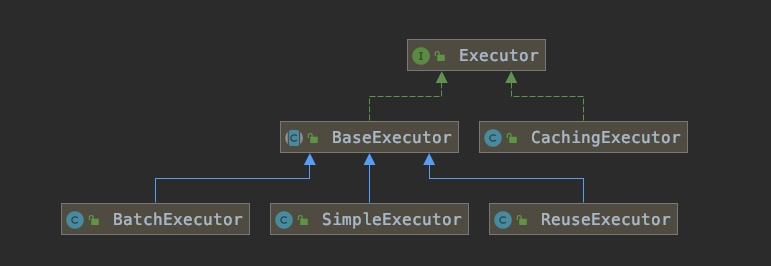 I Executor
C BaseExecutor
C CachingExecutor
C BatchExecutor
C SimpleExecutor
C ReuseExecutor